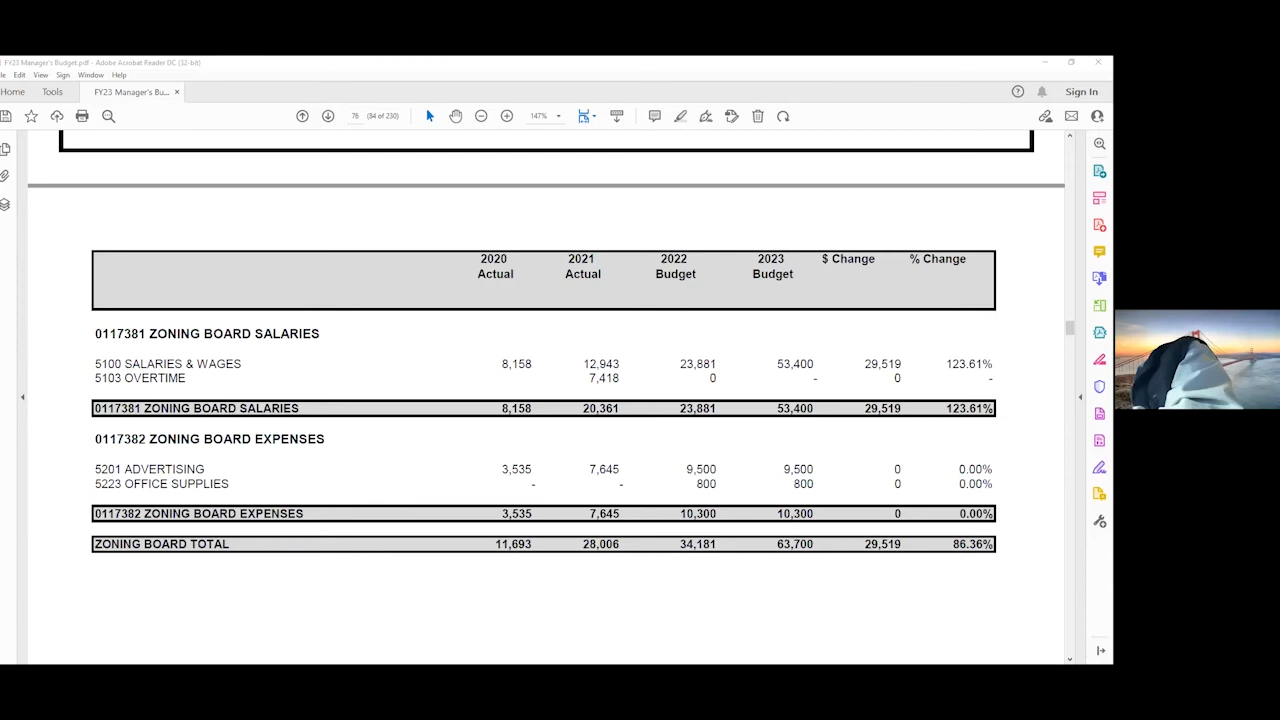 FY23 Manager's Budget.pdf - Adobe Acrobat Reader DC (32-bit)
le Edit View Sign Window Help
Home Tools FY23 Manager's Bu... × Sign In
76 (84 of 230) 147%
2020 2021 2022 2023 $ Change % Change
Actual Actual Budget Budget
0117381 ZONING BOARD SALARIES
5100 SALARIES & WAGES 8,158 12,943 23,881 53,400 29,519 123.61%
5103 OVERTIME 7,418 0 - 0 -
0117381 ZONING BOARD SALARIES 8,158 20,361 23,881 53,400 29,519 123.61%
0117382 ZONING BOARD EXPENSES
5201 ADVERTISING 3,535 7,645 9,500 9,500 0 0.00%
5223 OFFICE SUPPLIES - - 800 800 0 0.00%
0117382 ZONING BOARD EXPENSES 3,535 7,645 10,300 10,300 0 0.00%
ZONING BOARD TOTAL 11,693 28,006 34,181 63,700 29,519 86.36%